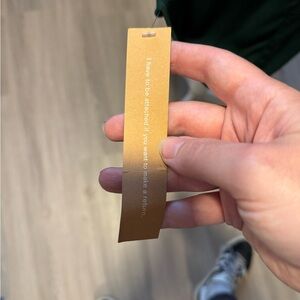 I have to be attached if you want to make a return.